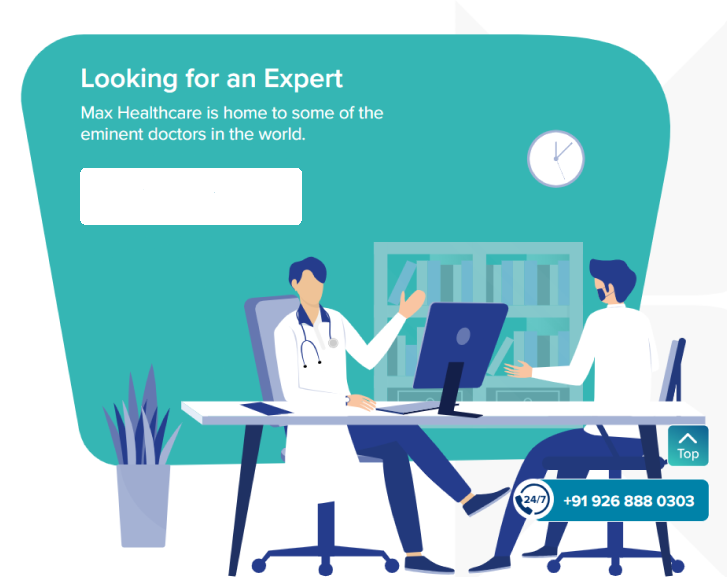 Looking for an Expert
Max Healthcare is home to some of the
eminent doctors in the world.
Top
24/7
+91 926 888 0303